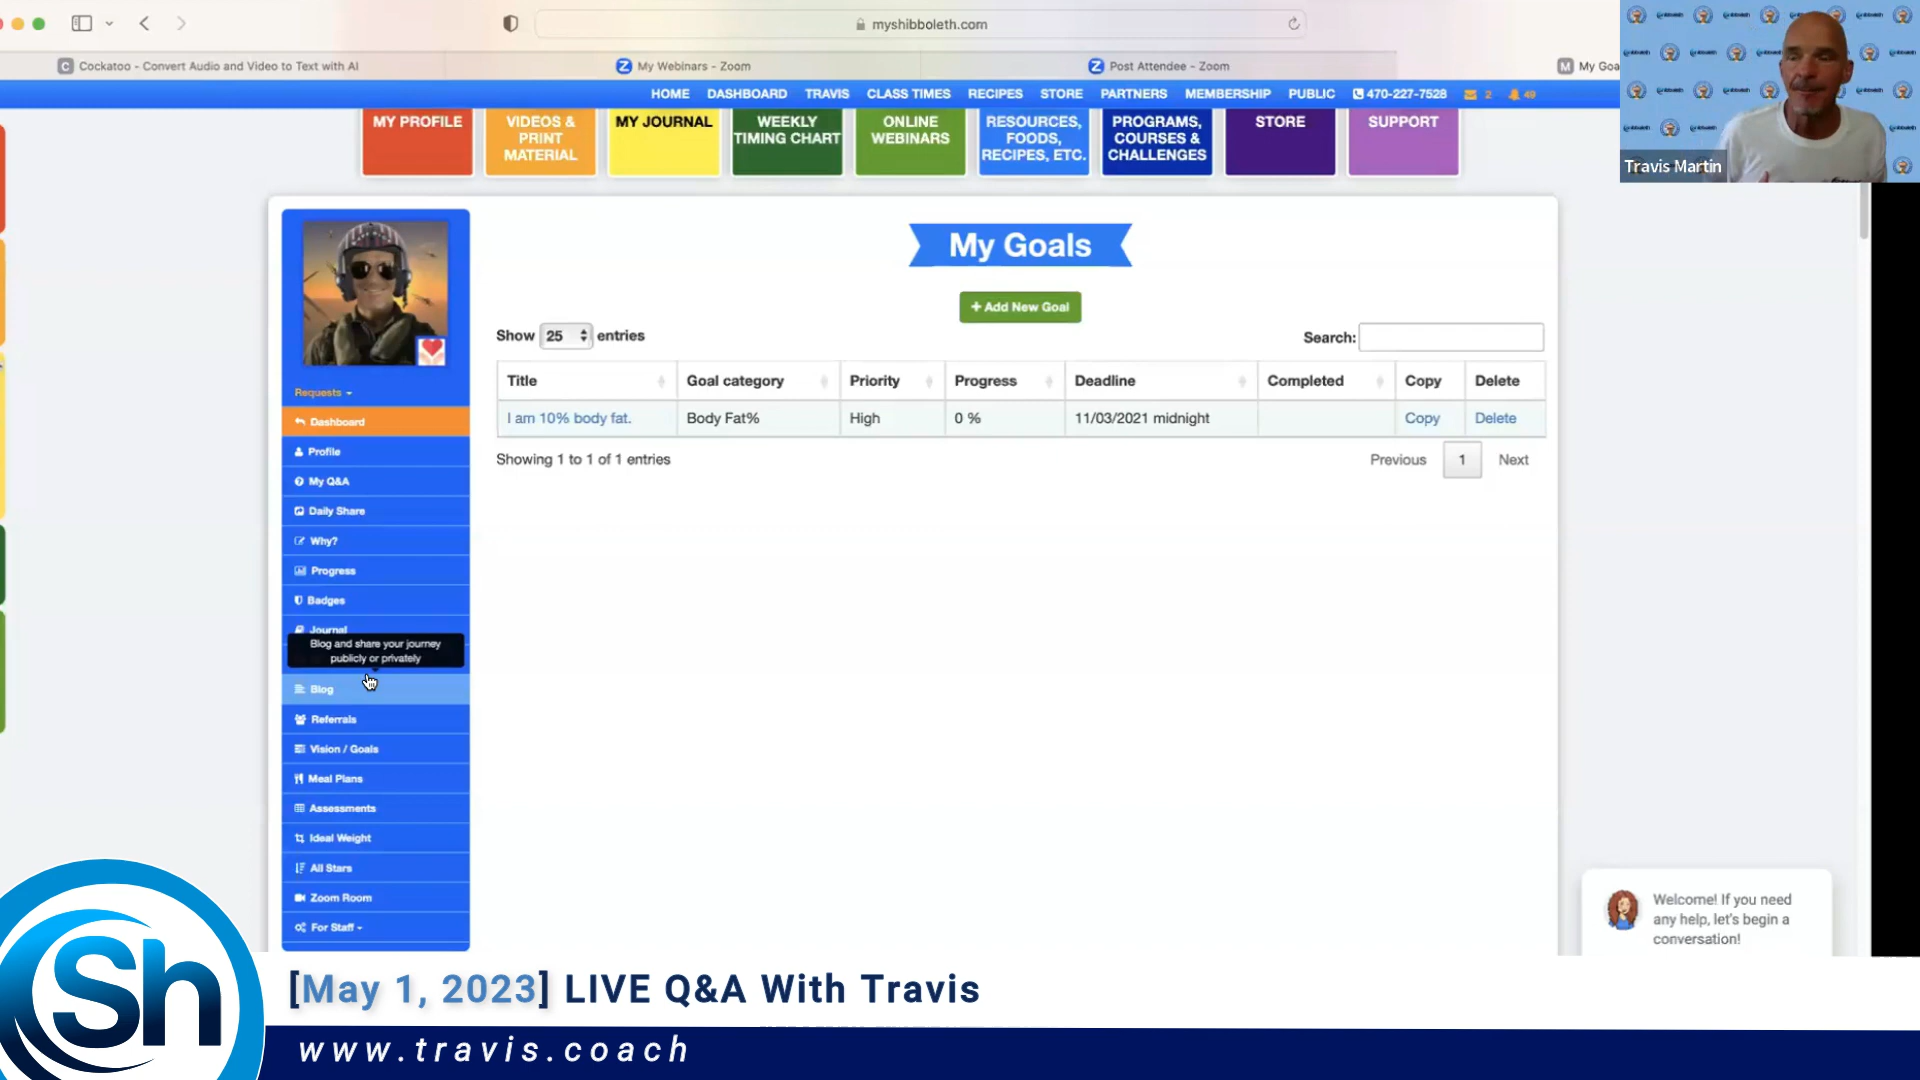 myshibboleth.com
Cockatoo - Convert Audio and Video to Text with AI
My Webinars - Zoom
Post Attendee - Zoom
My Goa
HOME DASHBOARD TRAVIS CLASS TIMES RECIPES STORE PARTNERS MEMBERSHIP PUBLIC 470-227-7528 2 49
MY PROFILE
VIDEOS &
PRINT
MATERIAL
MY JOURNAL
WEEKLY
TIMING CHART
ONLINE
WEBINARS
RESOURCES,
FOODS,
RECIPES, ETC.
PROGRAMS,
COURSES &
CHALLENGES
STORE
SUPPORT
Travis Martin
Requests
Dashboard
Profile
My Q&A
Daily Share
Why?
Progress
Badges
Journal
Blog and share your journey
publicly or privately
Blog
Referrals
Vision / Goals
Meal Plans
Assessments
Ideal Weight
All Stars
Zoom Room
For Staff
My Goals
+ Add New Goal
Show 25 entries
Search:
Title Goal category Priority Progress Deadline Completed Copy Delete
I am 10% body fat. Body Fat% High 0 % 11/03/2021 midnight Copy Delete
Showing 1 to 1 of 1 entries
Previous 1 Next
Welcome! If you need
any help, let's begin a
conversation!
Sh
[May 1, 2023] LIVE Q&A With Travis
www.travis.coach